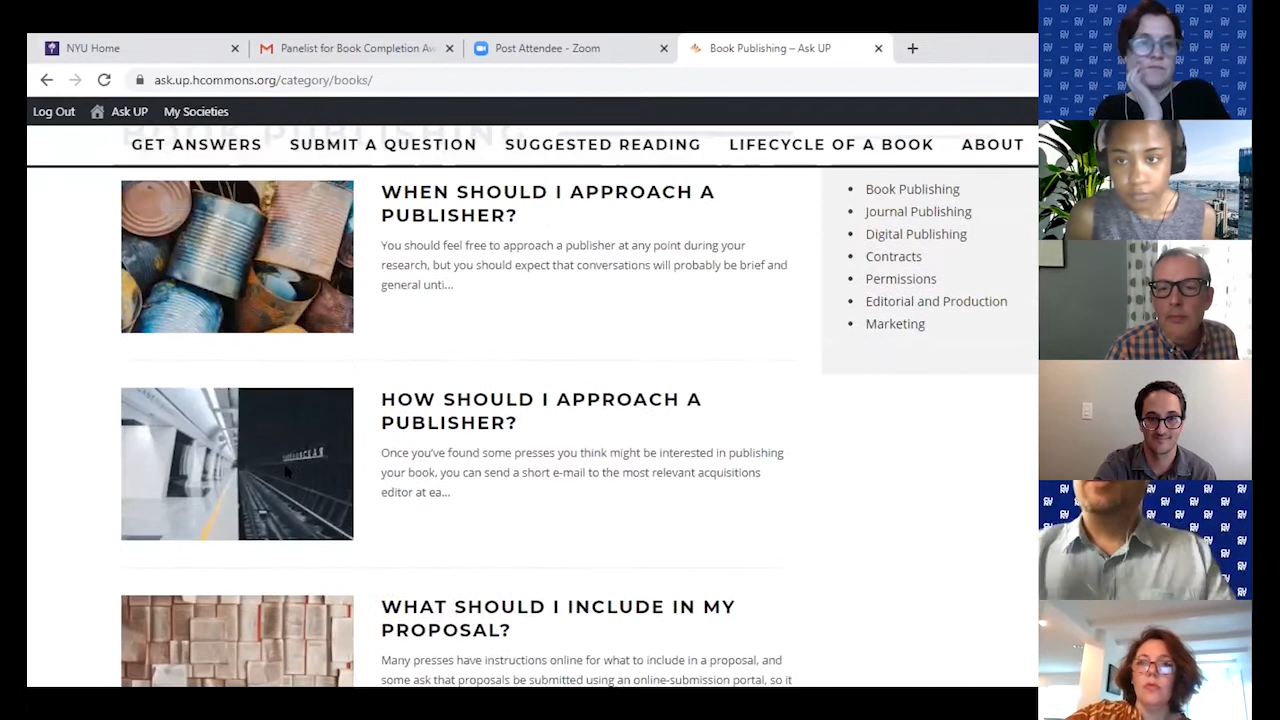 NYU Home
Panelist for Book Completion Aw
Post Attendee - Zoom
Book Publishing – Ask UP
ask.up.hcommons.org/category/books/
Log Out
Ask UP
My Societies
BOOK PUBLISHING
GET ANSWERS
SUBMIT A QUESTION
SUGGESTED READING
LIFECYCLE OF A BOOK
ABOUT
WHEN SHOULD I APPROACH A
PUBLISHER?
You should feel free to approach a publisher at any point during your
research, but you should expect that conversations will probably be brief and
general unti...
HOW SHOULD I APPROACH A
PUBLISHER?
Once you've found some presses you think might be interested in publishing
your book, you can send a short e-mail to the most relevant acquisitions
editor at ea...
WHAT SHOULD I INCLUDE IN MY
PROPOSAL?
Many presses have instructions online for what to include in a proposal, and
some ask that proposals be submitted using an online-submission portal, so it
Book Publishing
Journal Publishing
Digital Publishing
Contracts
Permissions
Editorial and Production
Marketing